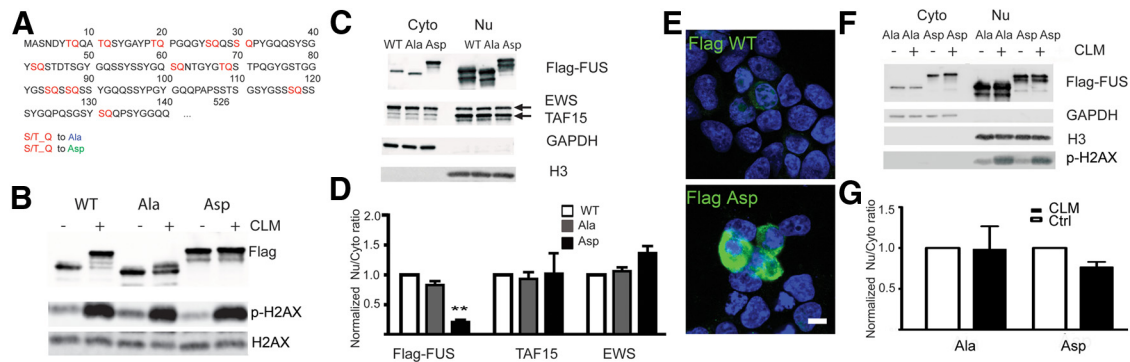 A
10 20 30 40
MASNDYTQQA TQSYGAYPTQ PGQGYSQQSS QPYGQQSYSG
50 60 70 80
YSQSTDTSGY GQSSYSSYGQ SQNTGYGTQS TPQGYGSTGG
90 100 110 120
YGSSQSSQSS YGQQSSYPGY GQQPAPSSTS GSYGSSSQSS
130 140 526
SYGQPQSGSY SQQPSYGGQQ ...
S/T_Q to Ala
S/T_Q to Asp
B
WT Ala Asp
- + - + - + CLM
Flag
p-H2AX
H2AX
C
Cyto Nu
WT Ala Asp WT Ala Asp
Flag-FUS
EWS
TAF15
GAPDH
H3
D
Normalized Nu/Cyto ratio
2.0
1.5
1.0
0.5
WT
Ala
Asp
**
Flag-FUS TAF15 EWS
E
Flag WT
Flag Asp
F
Cyto Nu
Ala Ala Asp Asp Ala Ala Asp Asp
- + - + - + - + CLM
Flag-FUS
GAPDH
H3
p-H2AX
G
Normalized Nu/Cyto ratio
1.5
1.0
0.5
CLM
Ctrl
Ala Asp